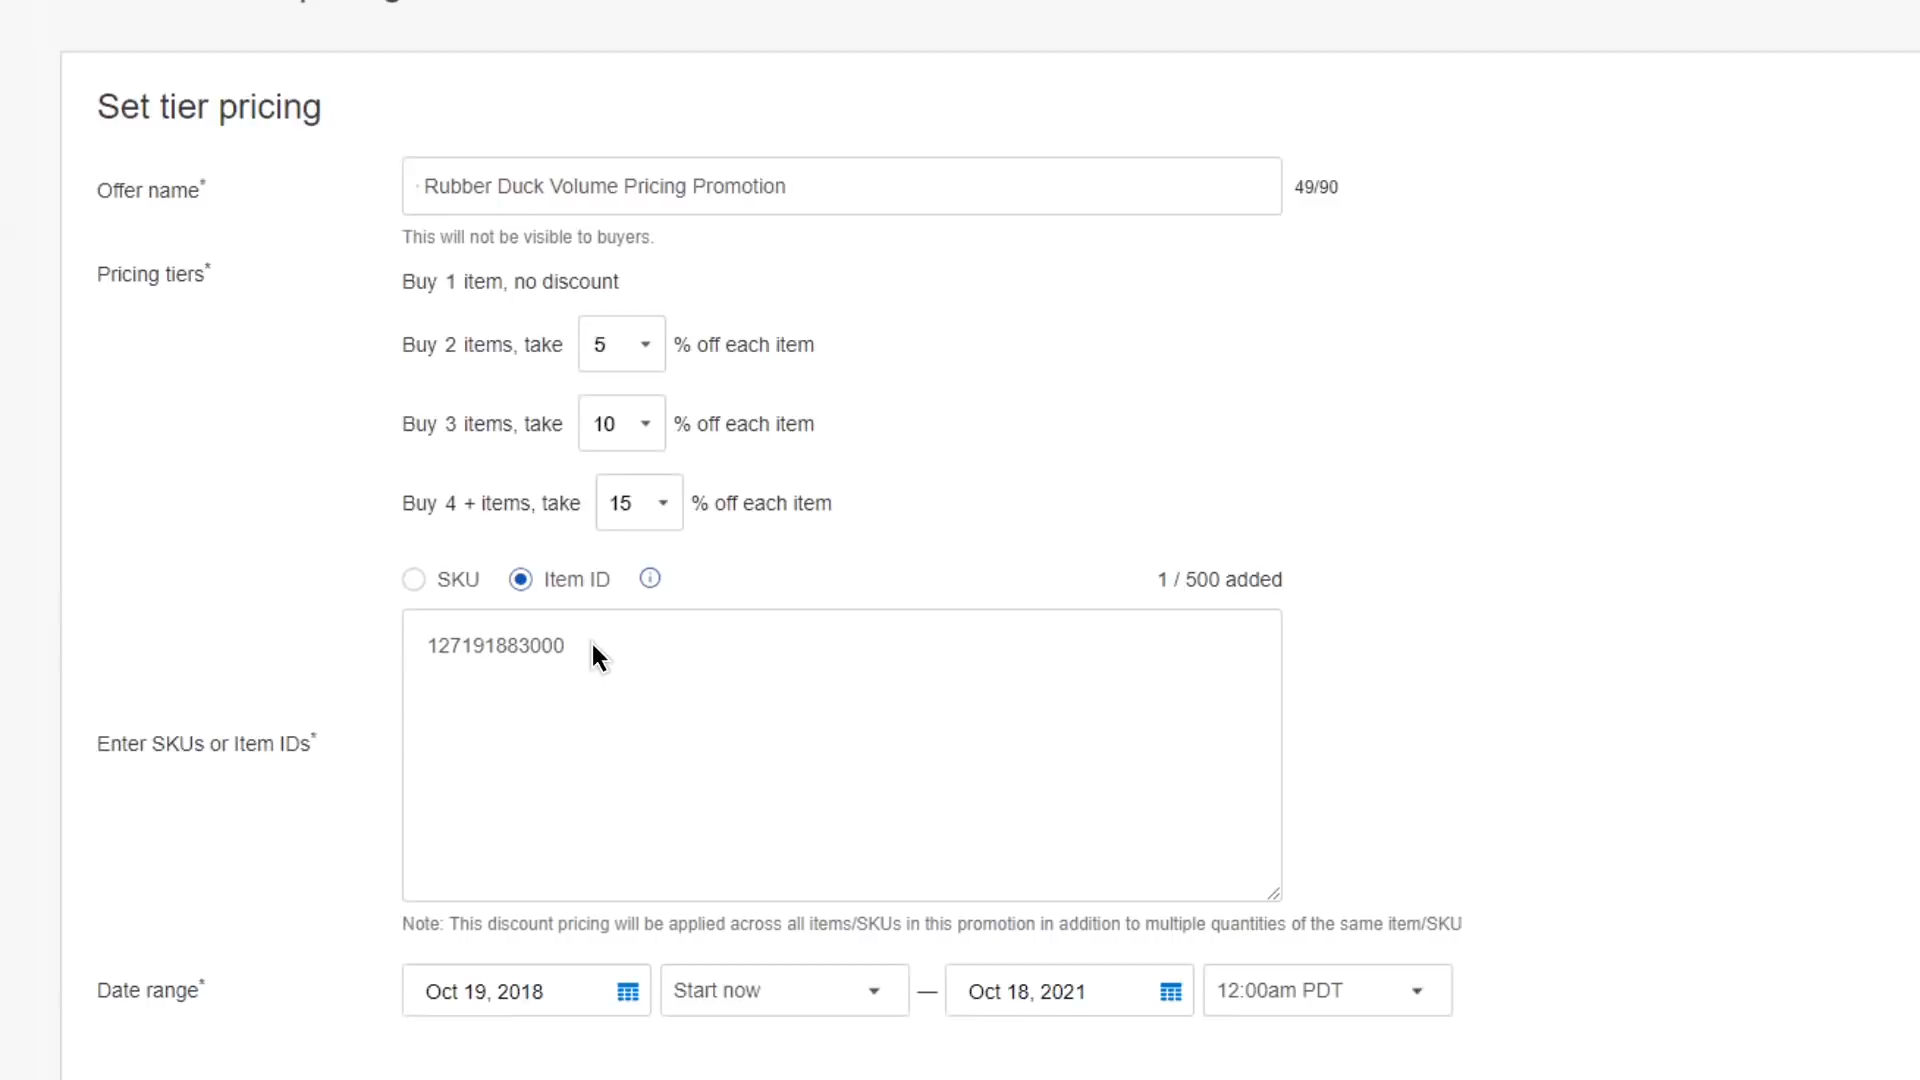 Set tier pricing
Offer name*
· Rubber Duck Volume Pricing Promotion
49/90
This will not be visible to buyers.
Pricing tiers*
Buy 1 item, no discount
Buy 2 items, take 5 % off each item
Buy 3 items, take 10 % off each item
Buy 4 + items, take 15 % off each item
SKU Item ID 1 / 500 added
127191883000
Enter SKUs or Item IDs*
Note: This discount pricing will be applied across all items/SKUs in this promotion in addition to multiple quantities of the same item/SKU
Date range* Oct 19, 2018 Start now — Oct 18, 2021 12:00am PDT